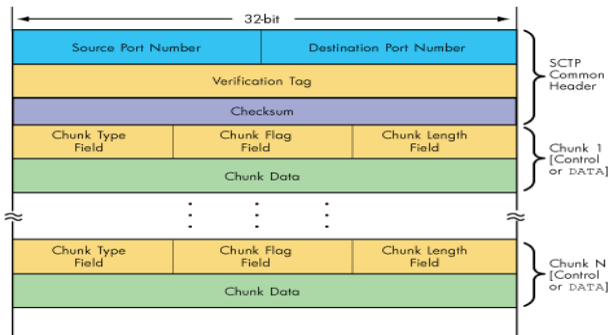 32-bit
Source Port Number
Destination Port Number
Verification Tag
Checksum
SCTP
Common
Header
Chunk Type
Field
Chunk Flag
Field
Chunk Length
Field
Chunk Data
Chunk 1
[Control
or DATA]
Chunk Type
Field
Chunk Flag
Field
Chunk Length
Field
Chunk Data
Chunk N
[Control
or DATA]